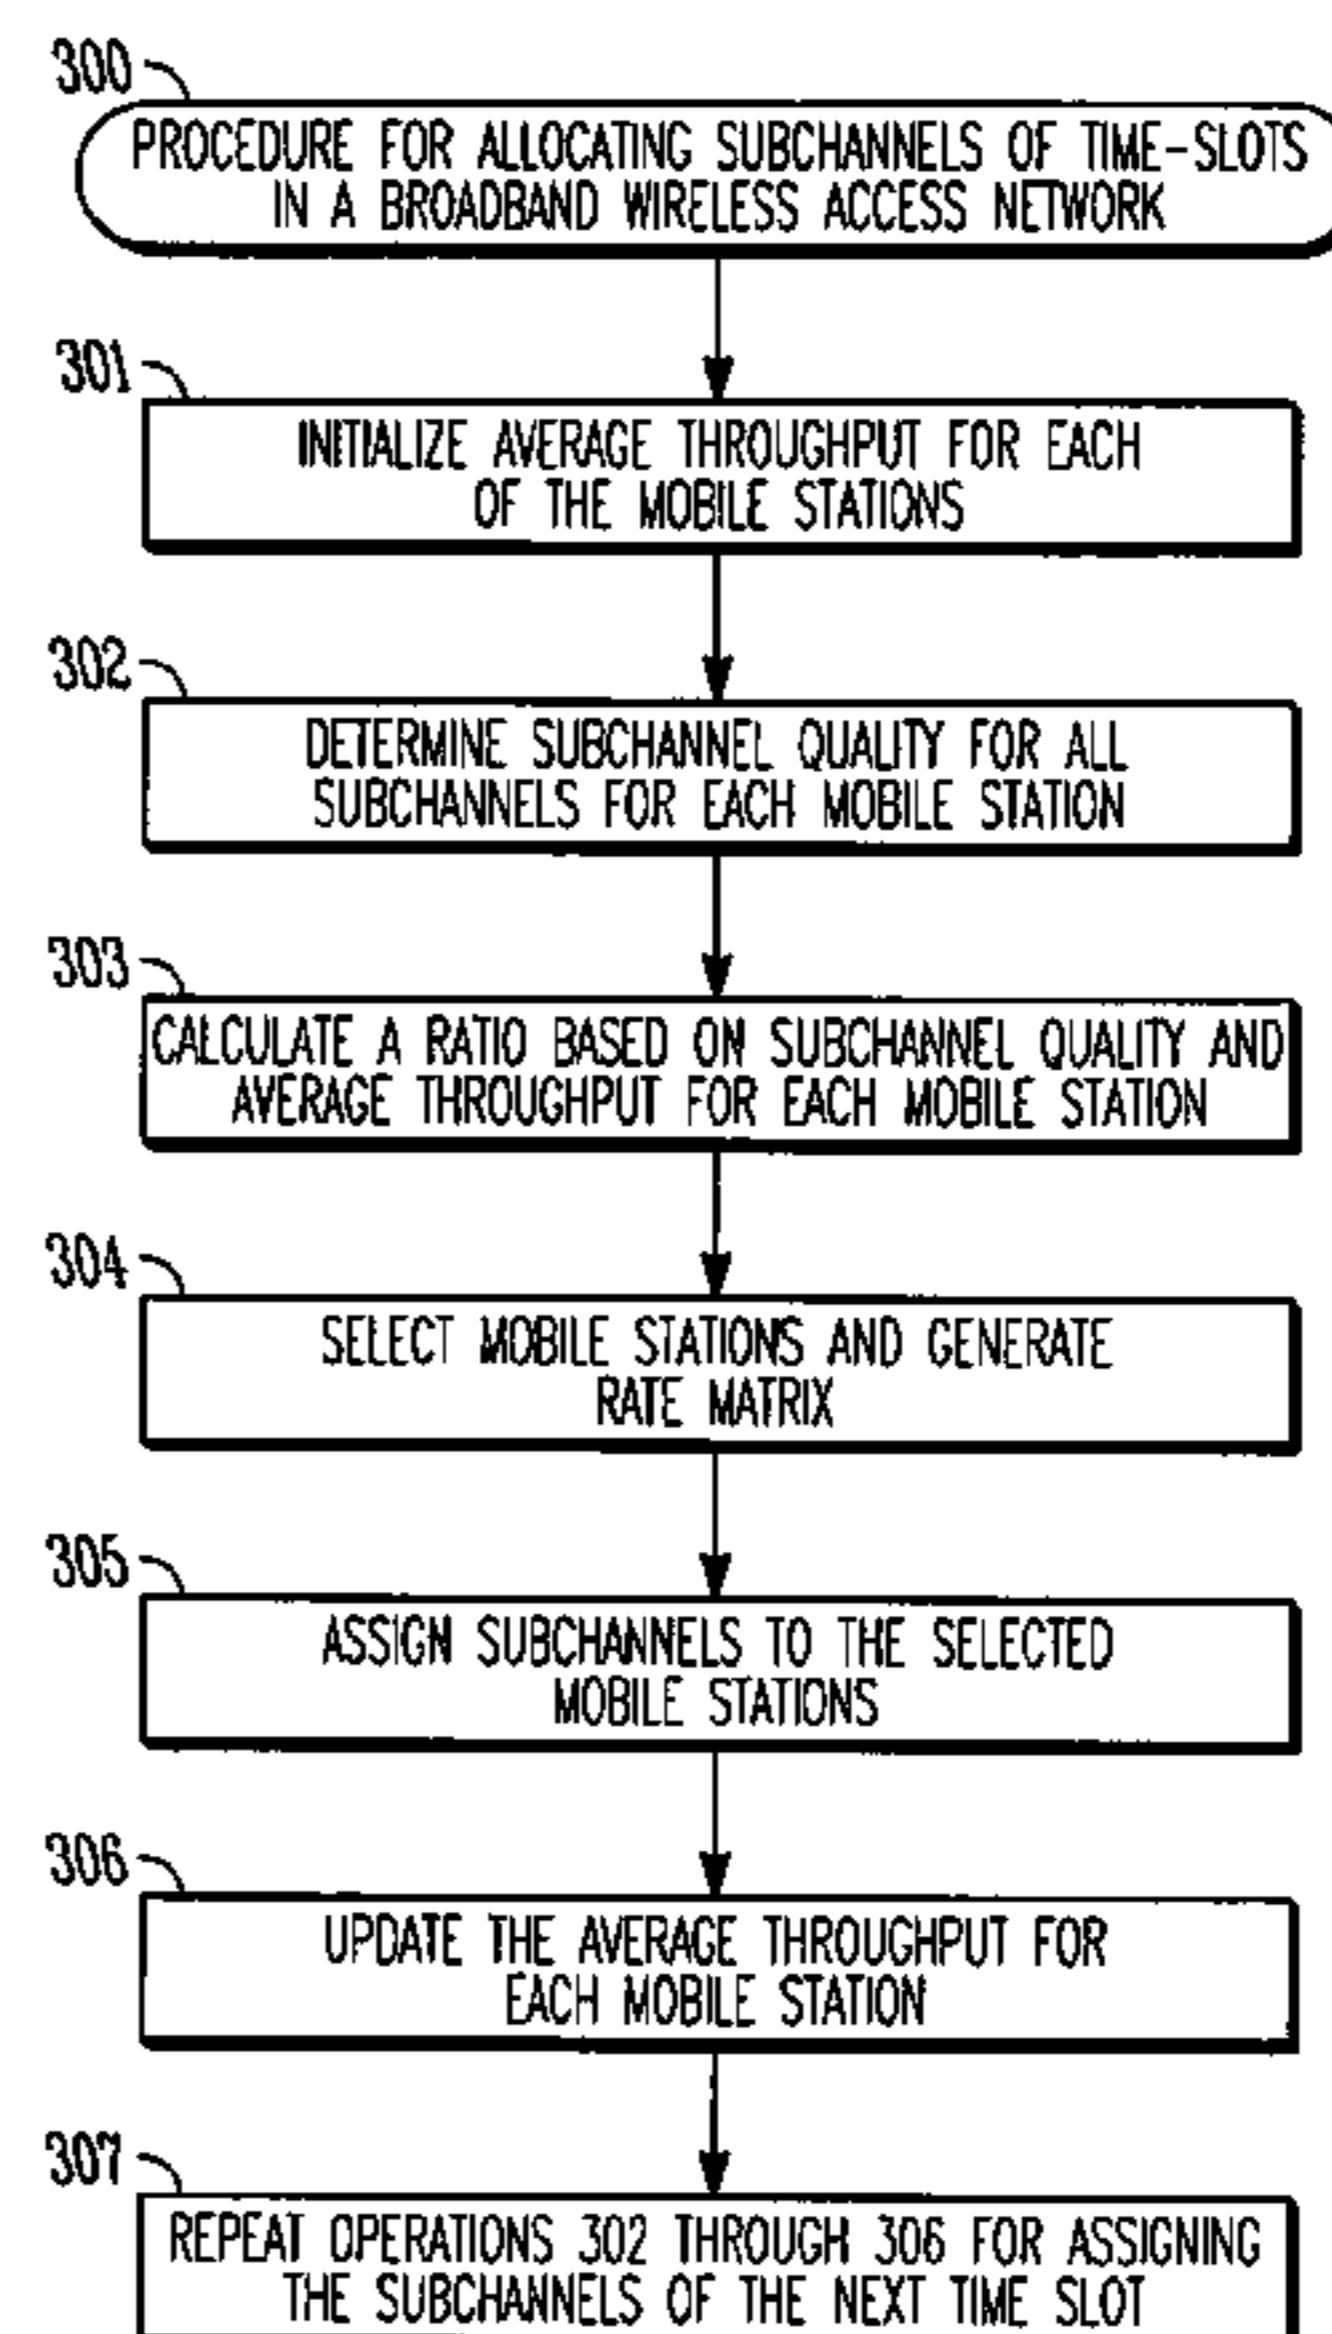 300
PROCEDURE FOR ALLOCATING SUBCHANNELS OF TIME-SLOTS
IN A BROADBAND WIRELESS ACCESS NETWORK
301
INITIALIZE AVERAGE THROUGHPUT FOR EACH
OF THE MOBILE STATIONS
302
DETERMINE SUBCHANNEL QUALITY FOR ALL
SUBCHANNELS FOR EACH MOBILE STATION
303
CALCULATE A RATIO BASED ON SUBCHANNEL QUALITY AND
AVERAGE THROUGHPUT FOR EACH MOBILE STATION
304
SELECT MOBILE STATIONS AND GENERATE
RATE MATRIX
305
ASSIGN SUBCHANNELS TO THE SELECTED
MOBILE STATIONS
306
UPDATE THE AVERAGE THROUGHPUT FOR
EACH MOBILE STATION
307
REPEAT OPERATIONS 302 THROUGH 306 FOR ASSIGNING
THE SUBCHANNELS OF THE NEXT TIME SLOT